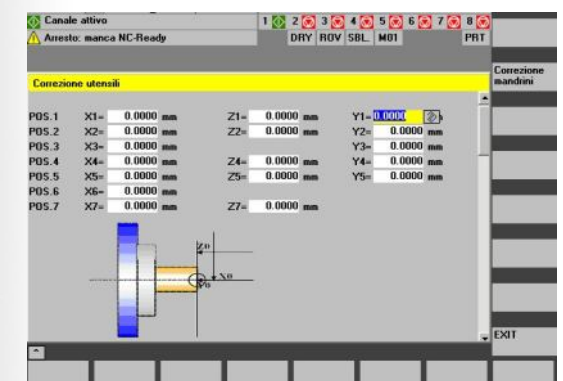 Canale attivo 1 2 3 4 5 6 7 8
Arresto: manca NC-Ready DRY ROV SBL M01 PRT
Correzione
mandrini
Correzione utensili
POS.1 X1= 0.0000 mm Z1= 0.0000 mm Y1= 0.0000
POS.2 X2= 0.0000 mm Z2= 0.0000 mm Y2= 0.0000 mm
POS.3 X3= 0.0000 mm Y3= 0.0000 mm
POS.4 X4= 0.0000 mm Z4= 0.0000 mm Y4= 0.0000 mm
POS.5 X5= 0.0000 mm Z5= 0.0000 mm Y5= 0.0000 mm
POS.6 X6= 0.0000 mm
POS.7 X7= 0.0000 mm Z7= 0.0000 mm
Z0
X0
Y0
EXIT